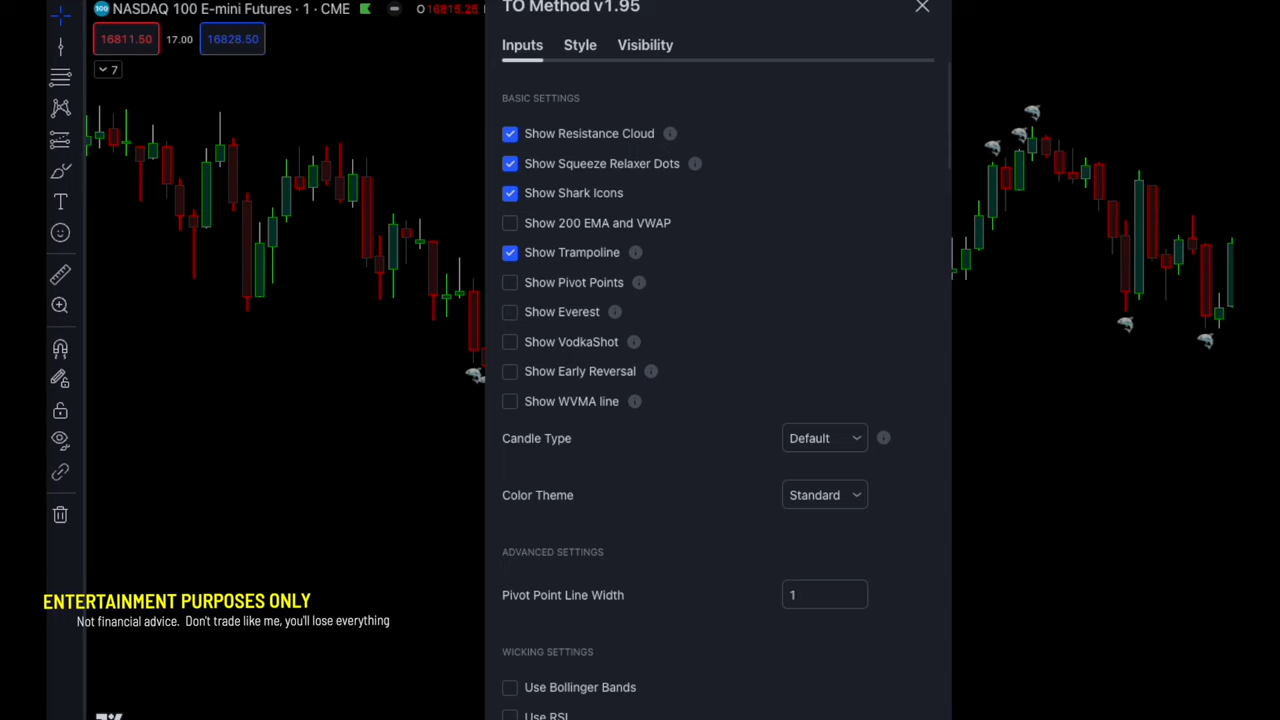 NASDAQ 100 E-mini Futures · 1 · CME
O16815.25
16811.50 17.00 16828.50
7
TO Method v1.95
Inputs Style Visibility
BASIC SETTINGS
Show Resistance Cloud
Show Squeeze Relaxer Dots
Show Shark Icons
Show 200 EMA and VWAP
Show Trampoline
Show Pivot Points
Show Everest
Show VodkaShot
Show Early Reversal
Show WVMA line
Candle Type Default
Color Theme Standard
ADVANCED SETTINGS
Pivot Point Line Width 1
WICKING SETTINGS
Use Bollinger Bands
Use RSI
ENTERTAINMENT PURPOSES ONLY
Not financial advice. Don't trade like me, you'll lose everything